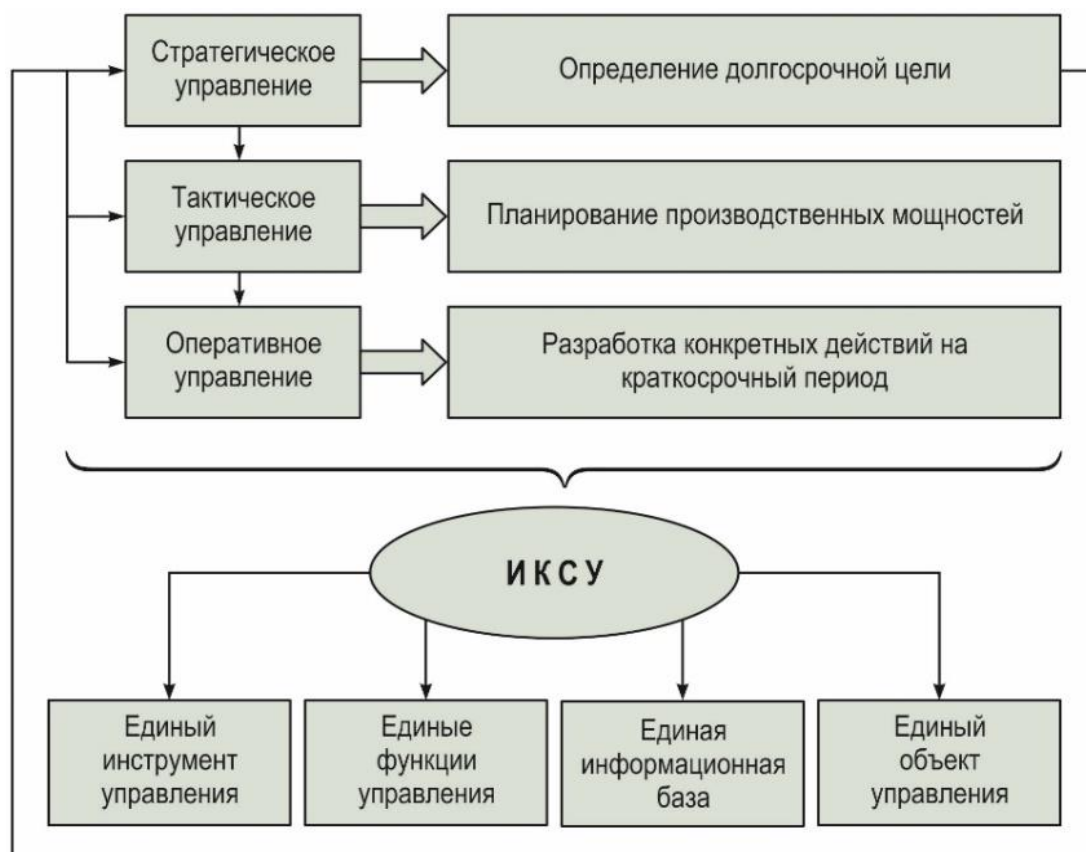 Стратегическое
управление
Определение долгосрочной цели
Тактическое
управление
Планирование производственных мощностей
Оперативное
управление
Разработка конкретных действий на
краткосрочный период
ИКСУ
Единый
инструмент
управления
Единые
функции
управления
Единая
информационная
база
Единый
объект
управления